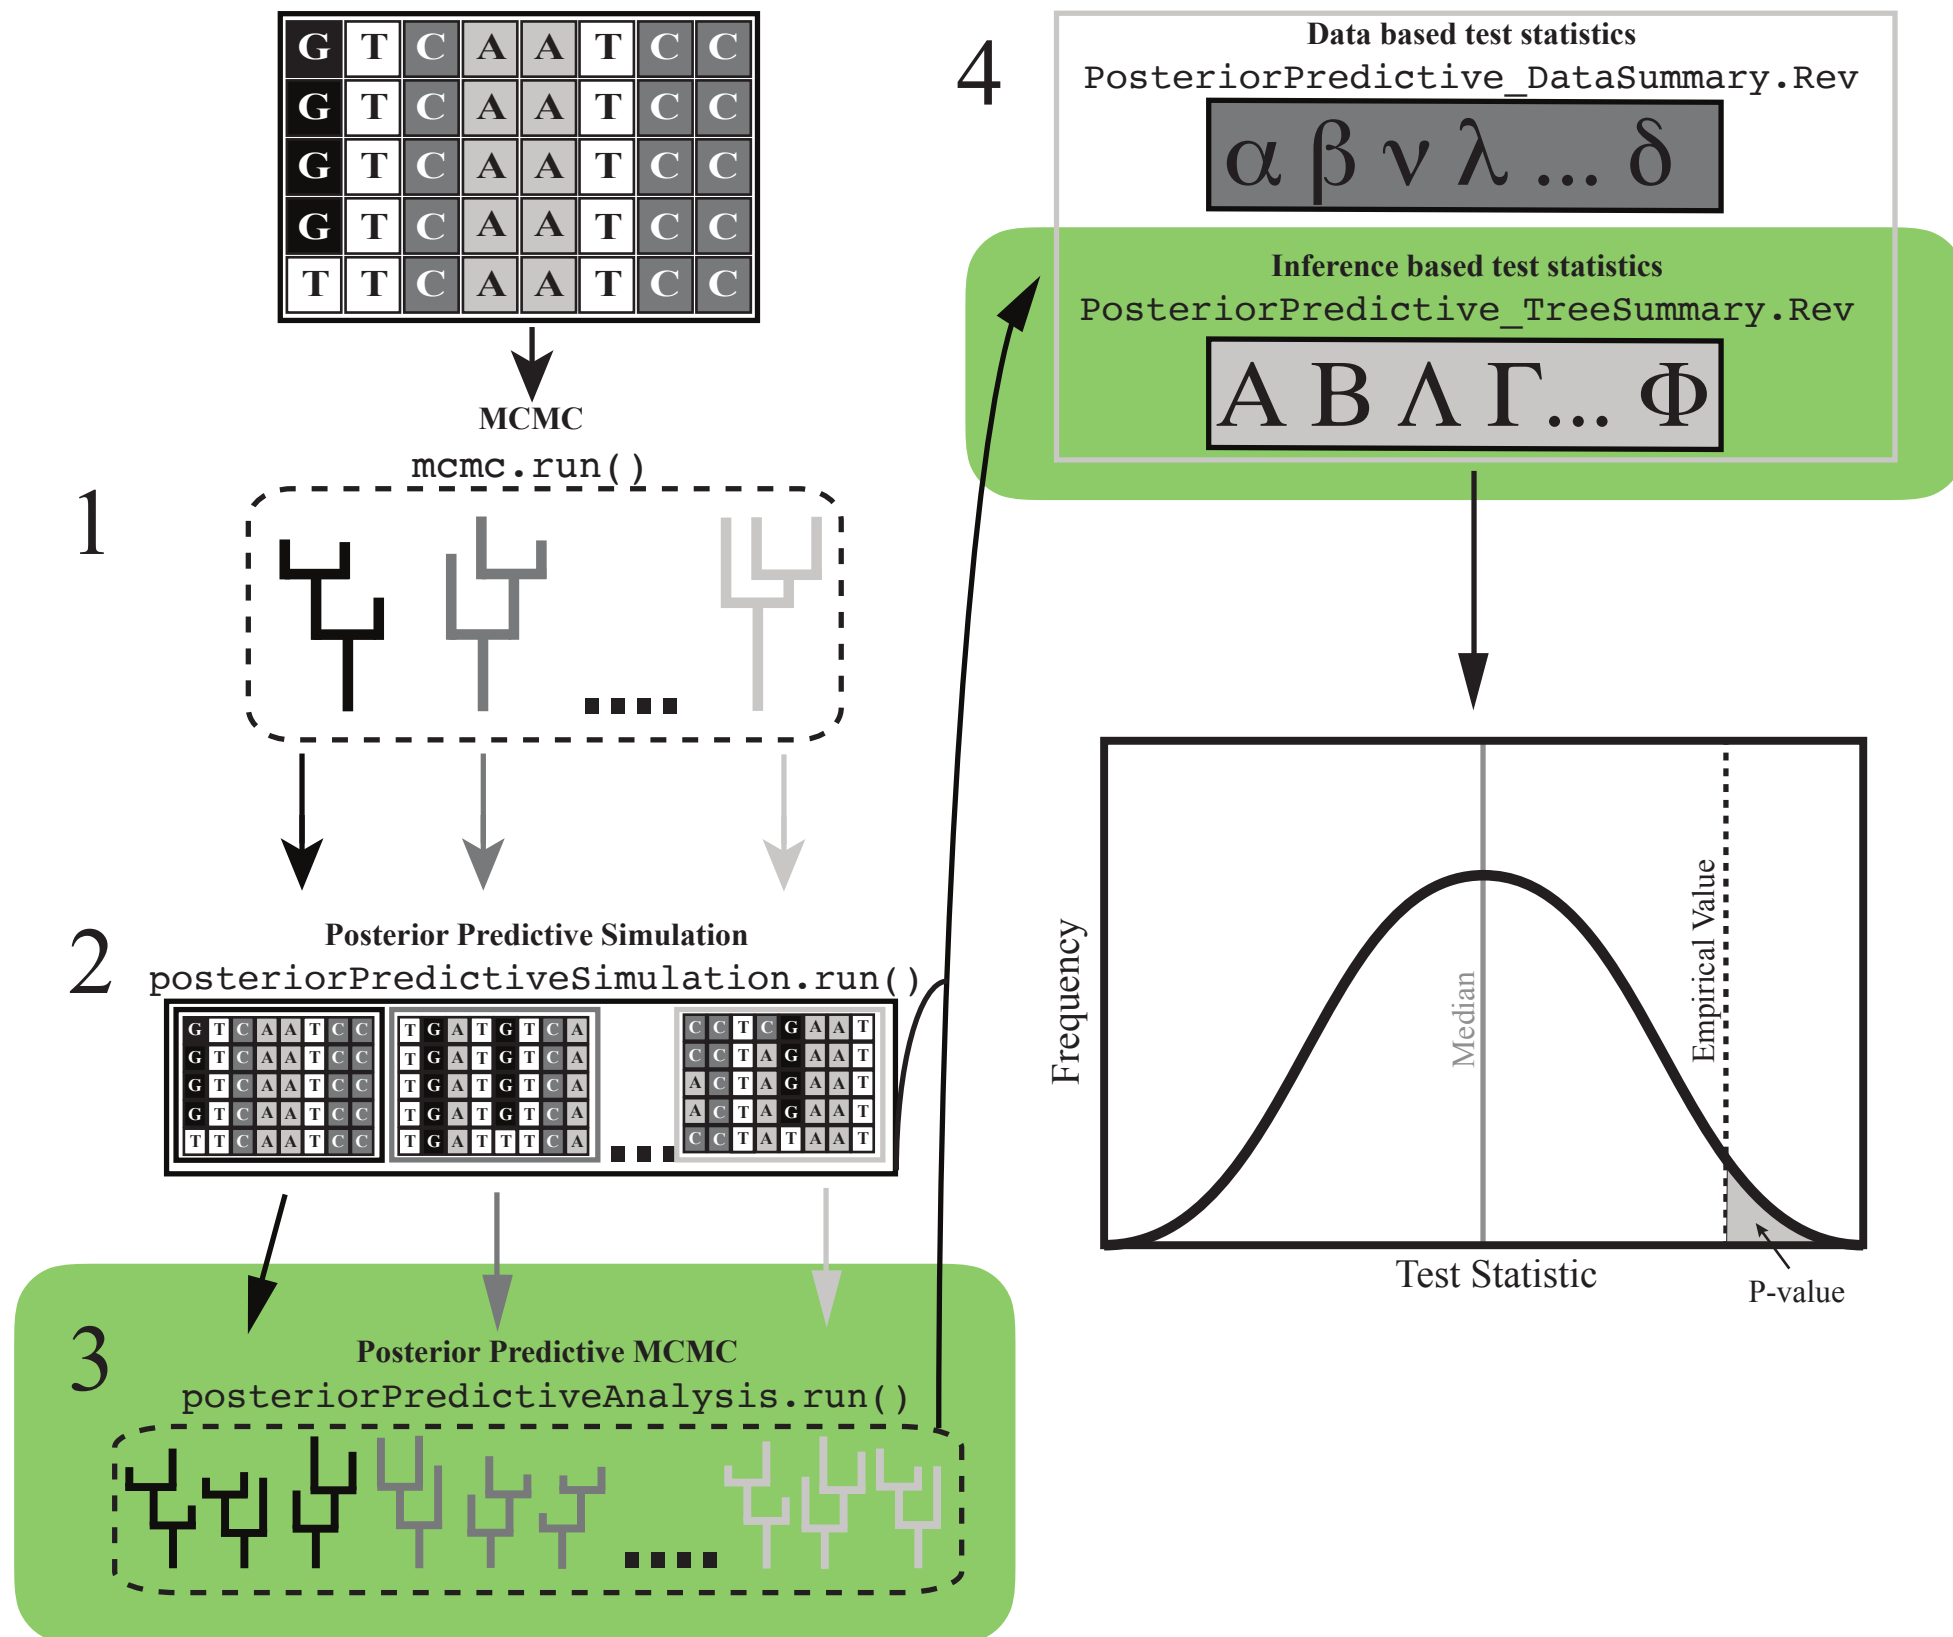 G T C A A T C C
G T C A A T C C
G T C A A T C C
G T C A A T C C
T T C A A T C C
MCMC
mcmc.run()
1
2
Posterior Predictive Simulation
posteriorPredictiveSimulation.run()
G T C A A T C C
G T C A A T C C
G T C A A T C C
G T C A A T C C
T T C A A T C C
T G A T G T C A
T G A T G T C A
T G A T G T C A
T G A T G T C A
T G A T T T C A
....
C C T C G A A T
C C T A G A A T
A C T A G A A T
A C T A G A A T
C C T A T A A T
3
Posterior Predictive MCMC
posteriorPredictiveAnalysis.run()
4
Data based test statistics
PosteriorPredictive_DataSummary.Rev
α β ν λ ... δ
Inference based test statistics
PosteriorPredictive_TreeSummary.Rev
Α Β Λ Γ... Φ
Frequency
Median
Empirical Value
Test Statistic
P-value